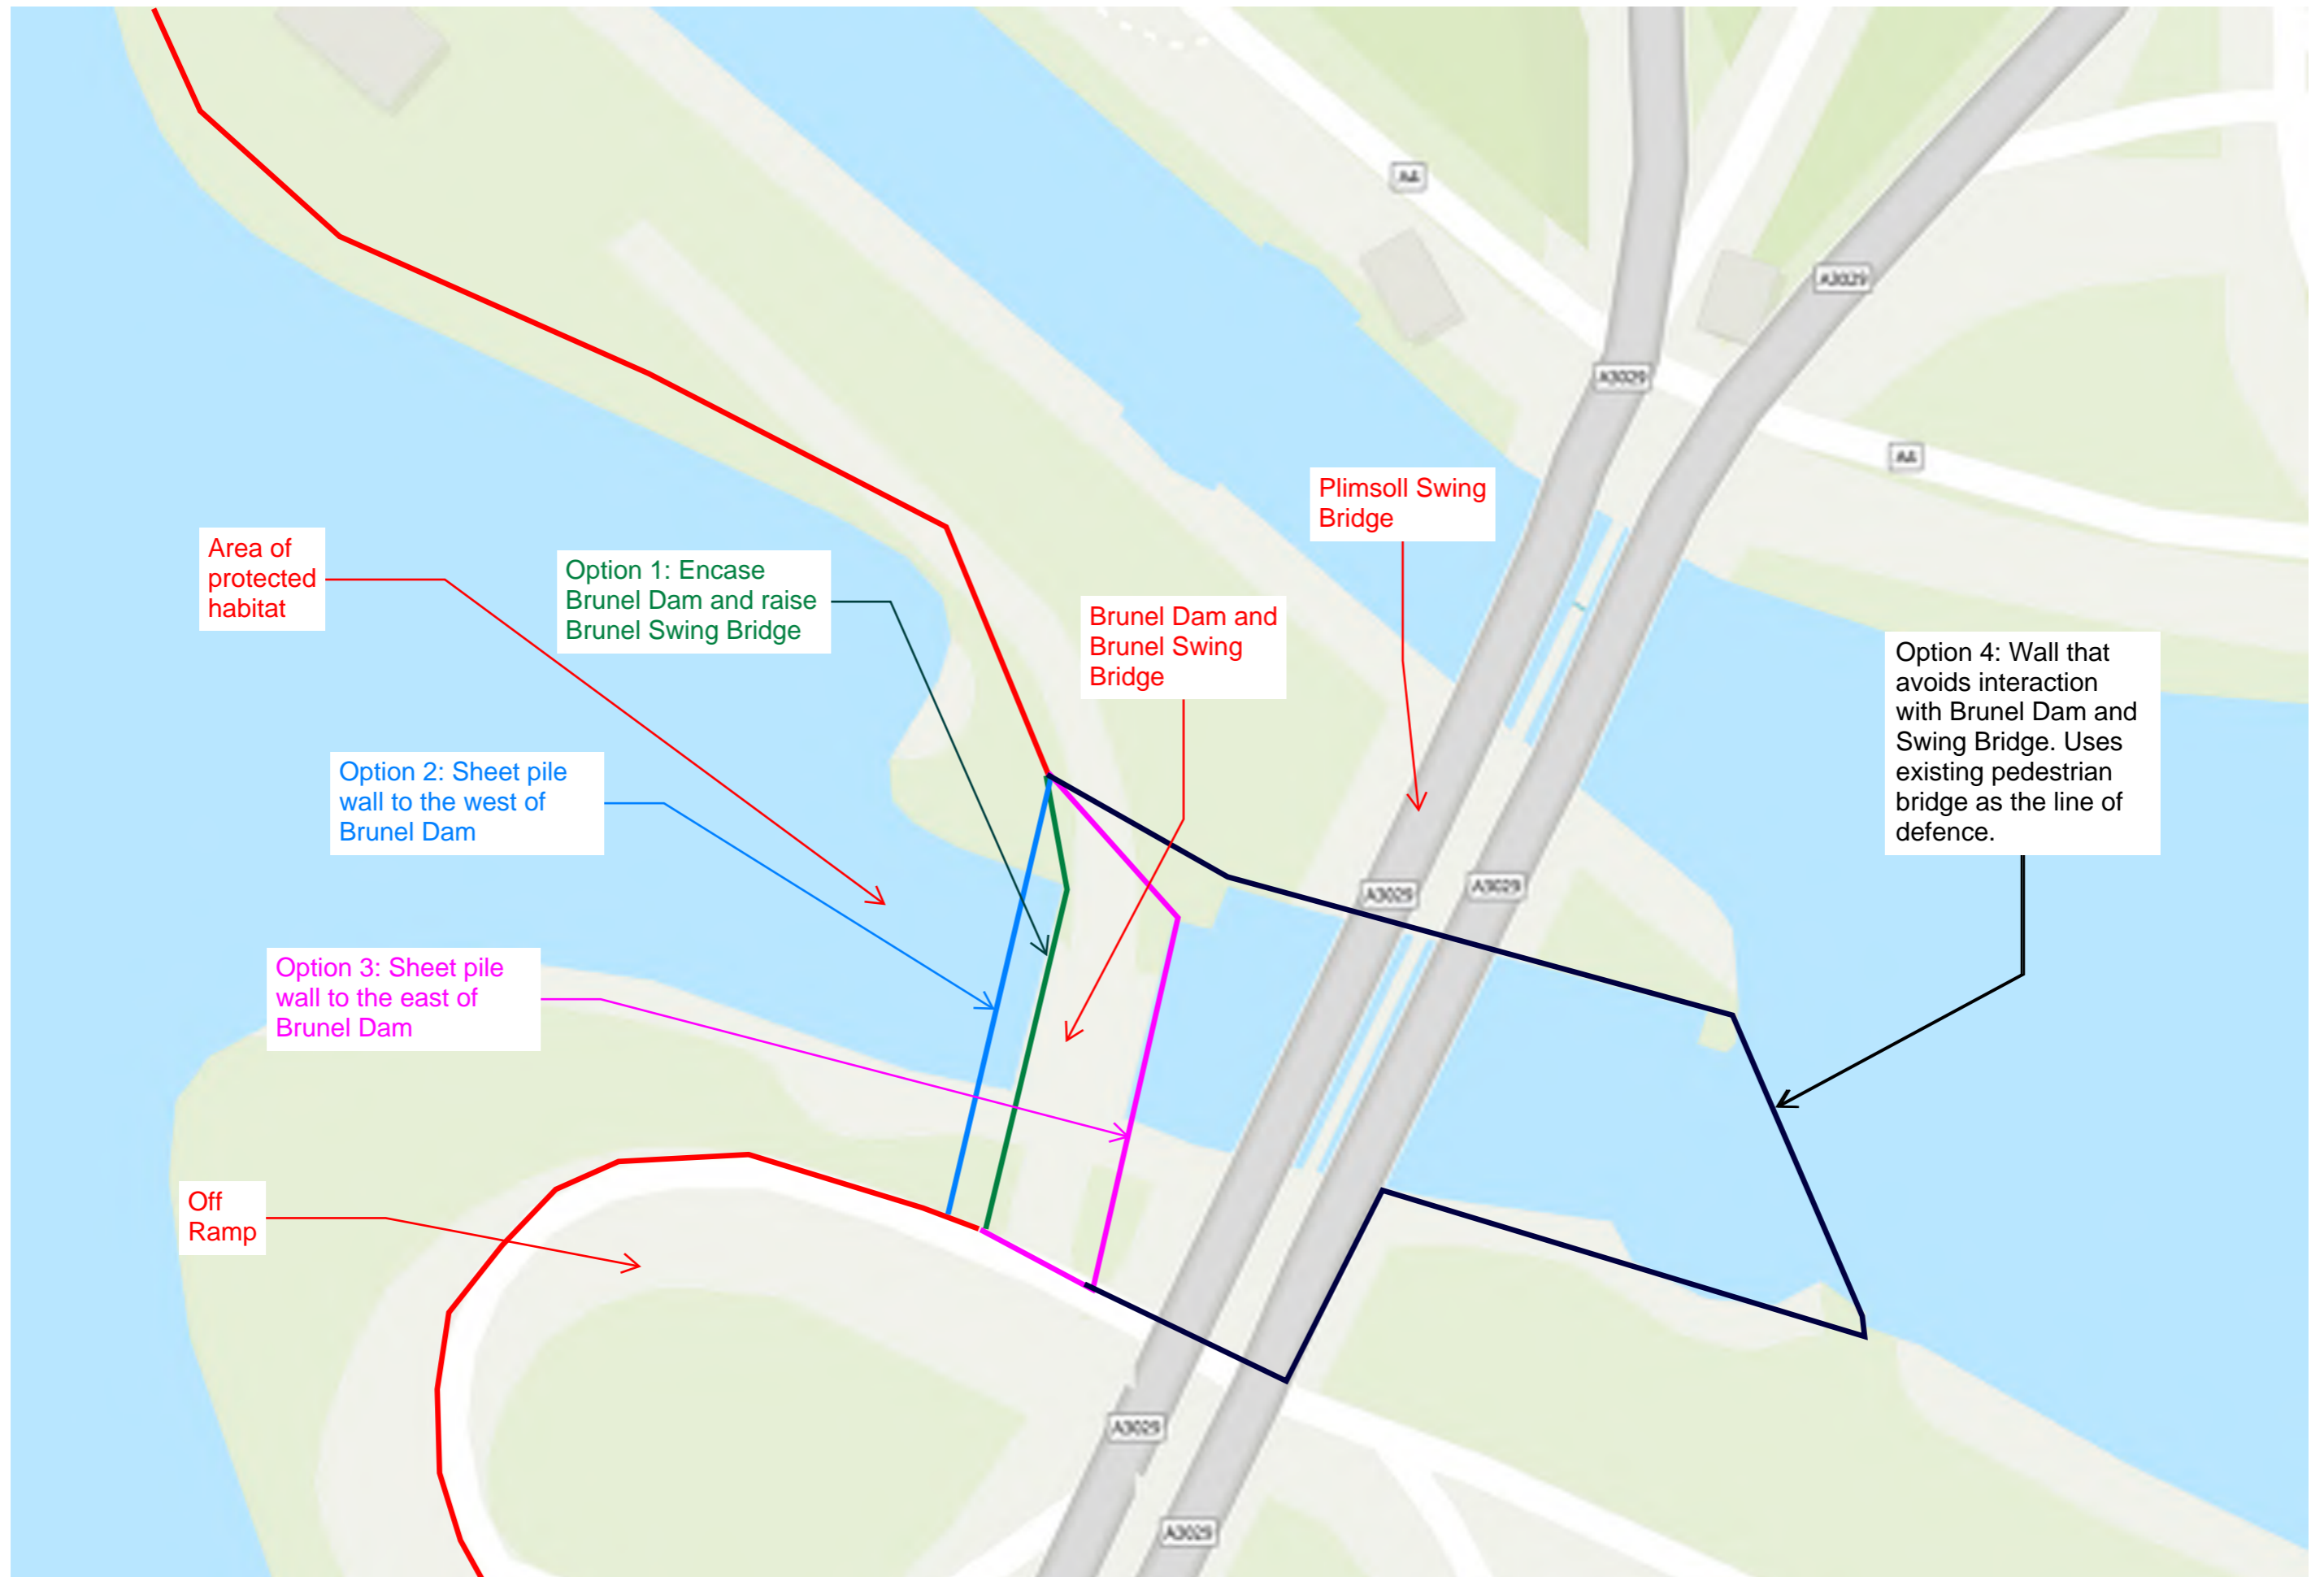 A4
A3029
A3029
A4
Plimsoll Swing
Bridge
Area of
protected
habitat
Option 1: Encase
Brunel Dam and raise
Brunel Swing Bridge
Brunel Dam and
Brunel Swing
Bridge
Option 4: Wall that
avoids interaction
with Brunel Dam and
Swing Bridge. Uses
existing pedestrian
bridge as the line of
defence.
Option 2: Sheet pile
wall to the west of
Brunel Dam
A3029
A3029
Option 3: Sheet pile
wall to the east of
Brunel Dam
Off
Ramp
A3029
A3029